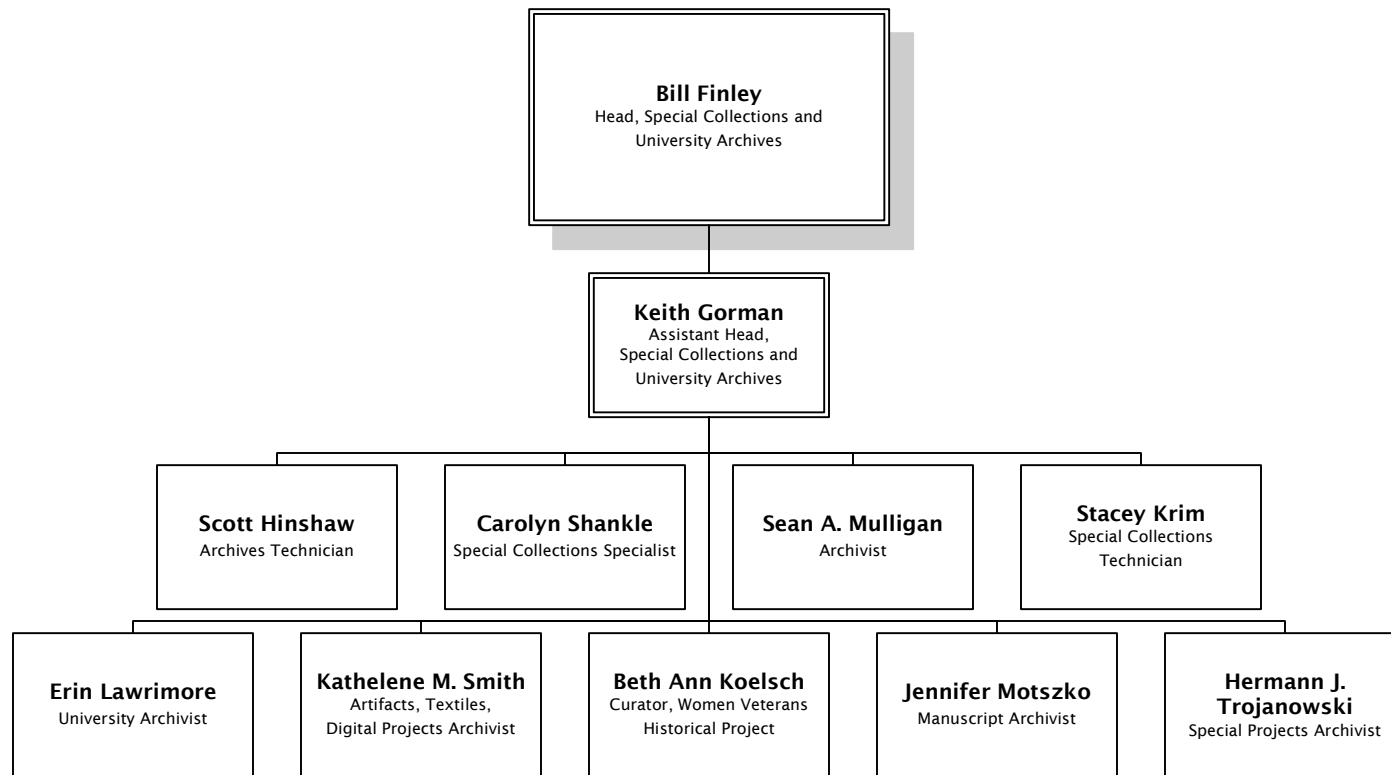 Bill Finley
Head, Special Collections and
University Archives
Keith Gorman
Assistant Head,
Special Collections and
University Archives
Scott Hinshaw
Archives Technician
Carolyn Shankle
Special Collections Specialist
Sean A. Mulligan
Archivist
Stacey Krim
Special Collections
Technician
Erin Lawrimore
University Archivist
Kathelene M. Smith
Artifacts, Textiles,
Digital Projects Archivist
Beth Ann Koelsch
Curator, Women Veterans
Historical Project
Jennifer Motszko
Manuscript Archivist
Hermann J.
Trojanowski
Special Projects Archivist